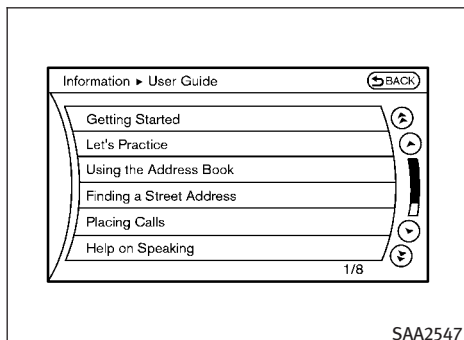 Information ▸ User Guide
BACK
Getting Started
Let's Practice
Using the Address Book
Finding a Street Address
Placing Calls
Help on Speaking
1/8
SAA2547